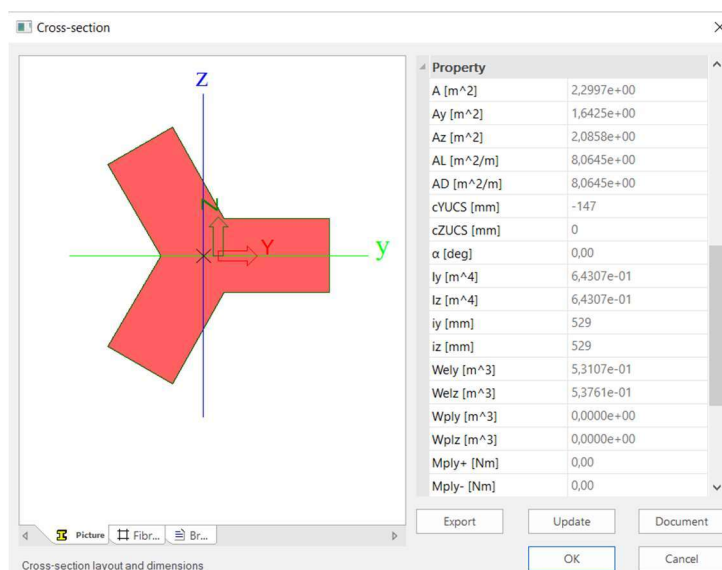 Cross-section
z
y
Z
Y
Property
A [m^2] 2,2997e+00
Ay [m^2] 1,6425e+00
Az [m^2] 2,0858e+00
AL [m^2/m] 8,0645e+00
AD [m^2/m] 8,0645e+00
cYUCS [mm] -147
cZUCS [mm] 0
α [deg] 0,00
Iy [m^4] 6,4307e-01
Iz [m^4] 6,4307e-01
iy [mm] 529
iz [mm] 529
Wely [m^3] 5,3107e-01
Welz [m^3] 5,3761e-01
Wply [m^3] 0,0000e+00
Wplz [m^3] 0,0000e+00
Mply+ [Nm] 0,00
Mply- [Nm] 0,00
Picture Fibr... Br...
Export Update Document
Cross-section layout and dimensions
OK Cancel